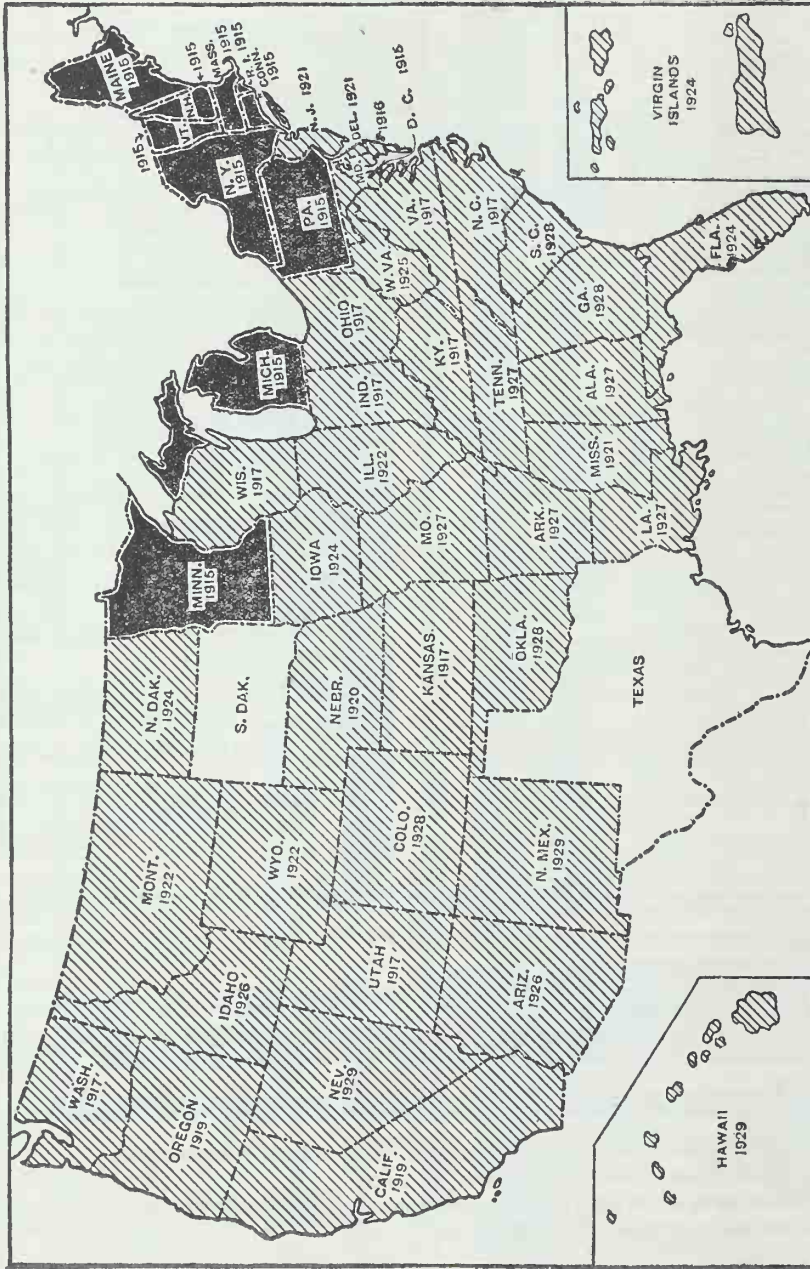 WASH.
1917
OREGON
1919
CALIF.
1919
NEV.
1929
IDAHO
1926
MONT.
1922
WYO.
1922
UTAH
1917
ARIZ.
1926
COLO.
1928
N. MEX.
1929
N. DAK.
1924
S. DAK.
NEBR.
1920
KANSAS.
1917
OKLA.
1928
TEXAS
MINN.
1915
IOWA
1924
MO.
1927
ARK.
1927
LA.
1927
WIS.
1917
ILL.
1922
MISS.
1921
MICH.
1915
IND.
1917
KY.
1917
TENN.
1927
ALA.
1927
OHIO
1917
W. VA.
1925
VA.
1917
N. C.
1917
S. C.
1928
GA.
1928
FLA.
1924
PA.
1915
N. Y.
1915
1915
VT.
N.H.
1915
MAINE
1915
MASS.
1915
R. I. 1915
CONN.
1915
N. J. 1921
DEL. 1921
MD.
1916
D. C. 1915
HAWAII
1929
VIRGIN
ISLANDS
1924